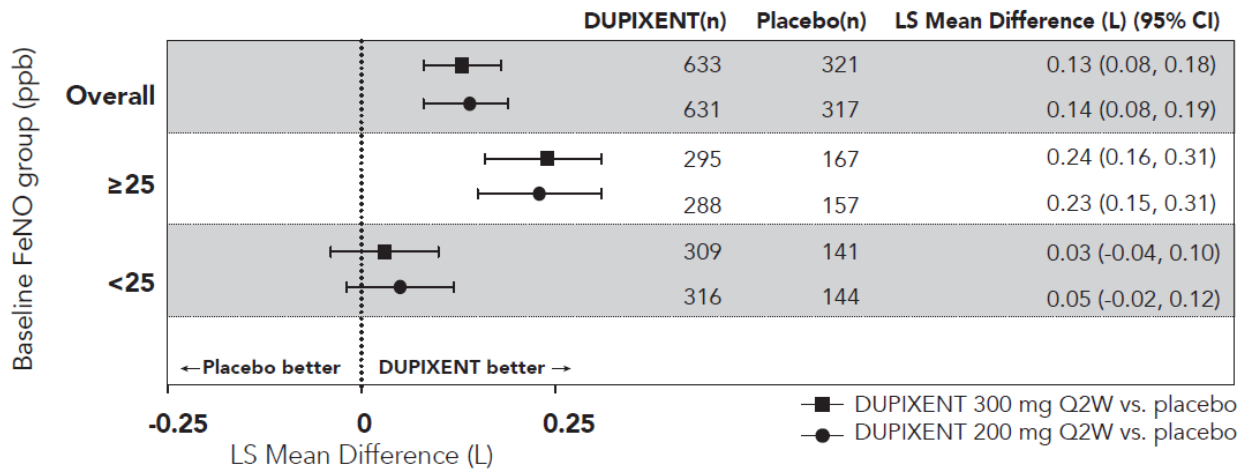 DUPIXENT(n) Placebo(n) LS Mean Difference (L) (95% CI)
Baseline FeNO group (ppb)
Overall
633 321 0.13 (0.08, 0.18)
631 317 0.14 (0.08, 0.19)
≥25
295 167 0.24 (0.16, 0.31)
288 157 0.23 (0.15, 0.31)
<25
309 141 0.03 (-0.04, 0.10)
316 144 0.05 (-0.02, 0.12)
←Placebo better DUPIXENT better →
-0.25 0 0.25
LS Mean Difference (L)
DUPIXENT 300 mg Q2W vs. placebo
DUPIXENT 200 mg Q2W vs. placebo